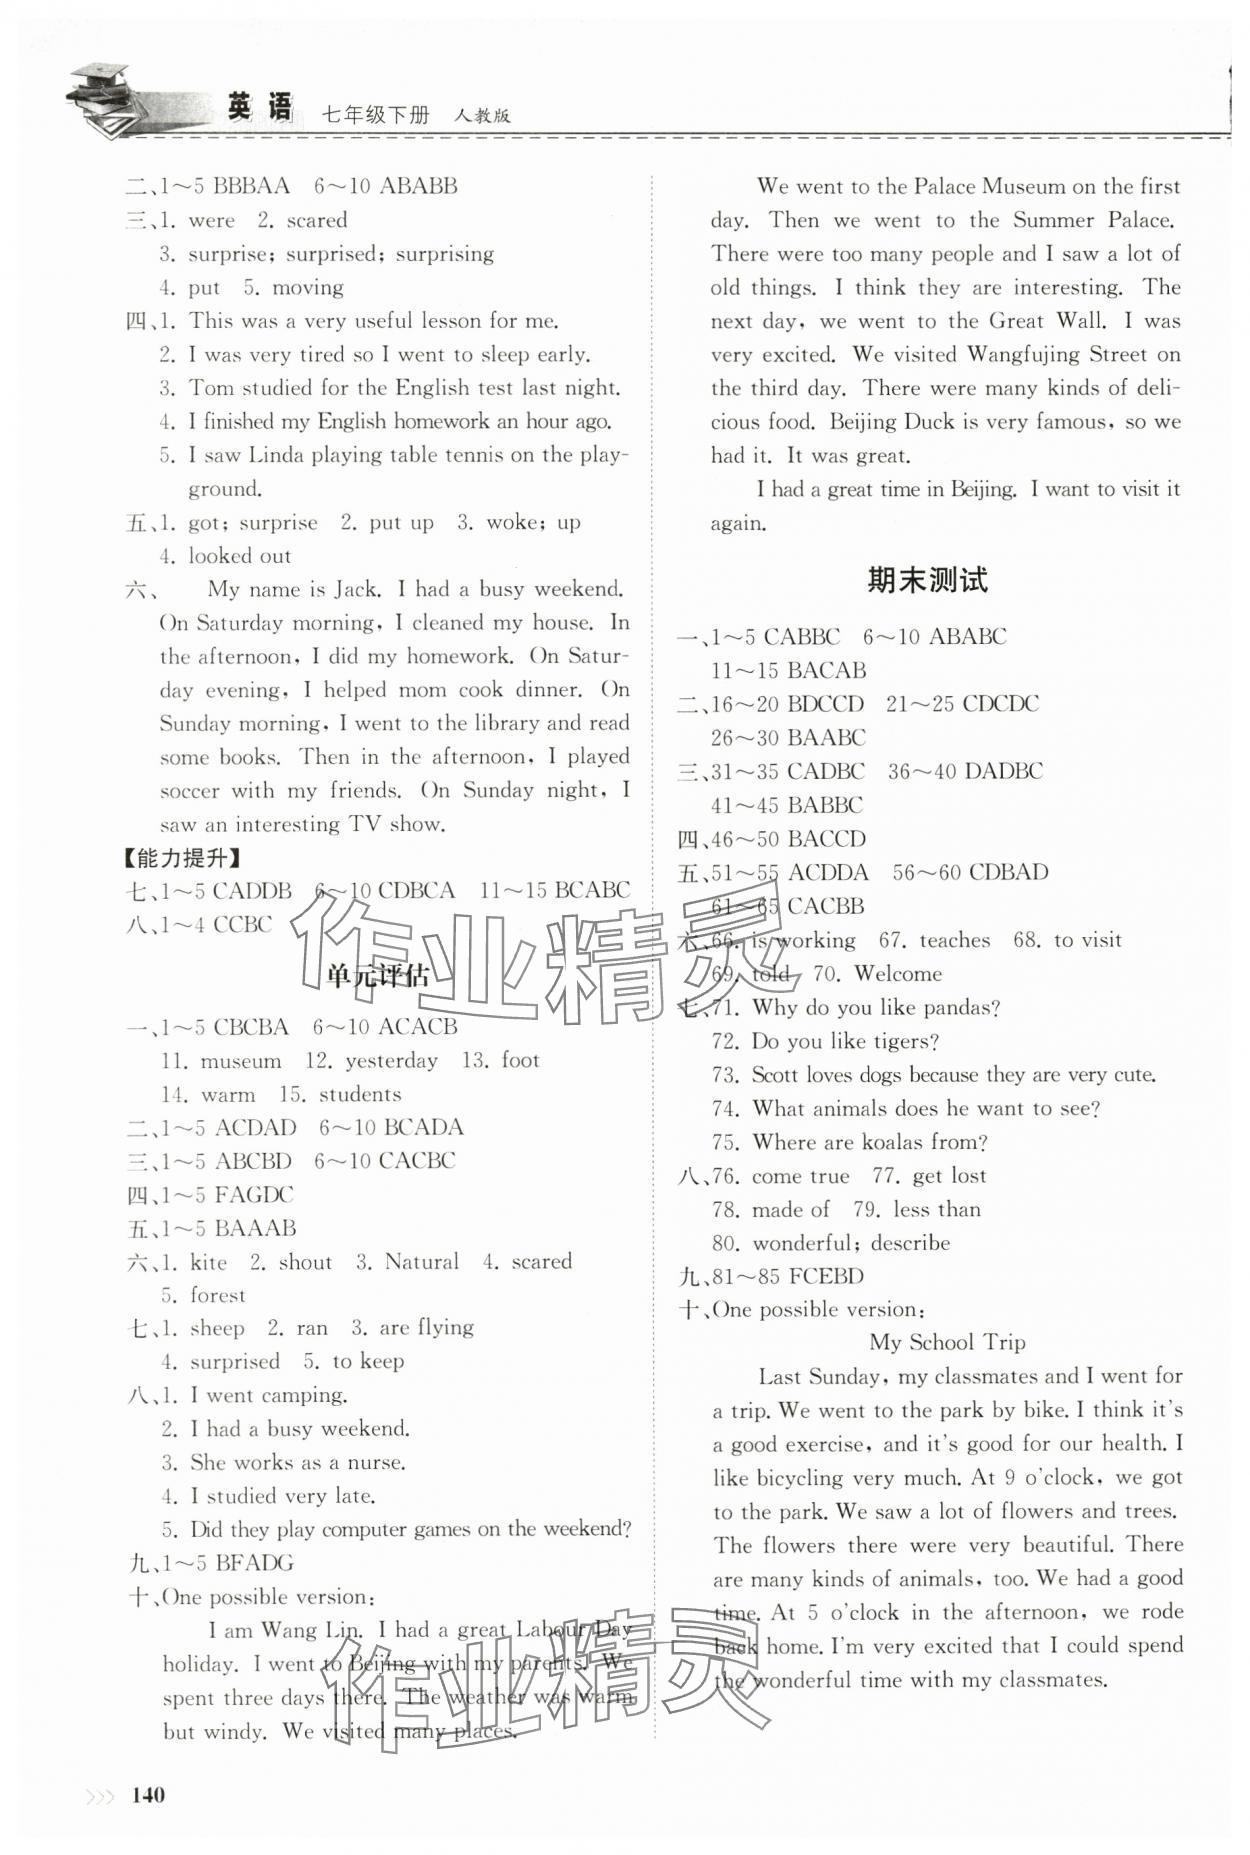 英语 七年级下册 人教版
二、1～5 BBBAA 6～10 ABABB
三、1. were 2. scared
3. surprise; surprised; surprising
4. put 5. moving
四、1. This was a very useful lesson for me.
2. I was very tired so I went to sleep early.
3. Tom studied for the English test last night.
4. I finished my English homework an hour ago.
5. I saw Linda playing table tennis on the play-
ground.
五、1. got; surprise 2. put up 3. woke; up
4. looked out
六、 My name is Jack. I had a busy weekend.
On Saturday morning, I cleaned my house. In
the afternoon, I did my homework. On Satur-
day evening, I helped mom cook dinner. On
Sunday morning, I went to the library and read
some books. Then in the afternoon, I played
soccer with my friends. On Sunday night, I
saw an interesting TV show.
【能力提升】
七、1～5 CADDB 6～10 CDBCA 11～15 BCABC
八、1～4 CCBC
单元评估
一、1～5 CBCBA 6～10 ACACB
11. museum 12. yesterday 13. foot
14. warm 15. students
二、1～5 ACDAD 6～10 BCADA
三、1～5 ABCBD 6～10 CACBC
四、1～5 FAGDC
五、1～5 BAAAB
六、1. kite 2. shout 3. Natural 4. scared
5. forest
七、1. sheep 2. ran 3. are flying
4. surprised 5. to keep
八、1. I went camping.
2. I had a busy weekend.
3. She works as a nurse.
4. I studied very late.
5. Did they play computer games on the weekend?
九、1～5 BFADG
十、One possible version:
I am Wang Lin. I had a great Labour Day
holiday. I went to Beijing with my parents. We
spent three days there. The weather was warm
but windy. We visited many places.
We went to the Palace Museum on the first
day. Then we went to the Summer Palace.
There were too many people and I saw a lot of
old things. I think they are interesting. The
next day, we went to the Great Wall. I was
very excited. We visited Wangfujing Street on
the third day. There were many kinds of deli-
cious food. Beijing Duck is very famous, so we
had it. It was great.
I had a great time in Beijing. I want to visit it
again.
期末测试
一、1～5 CABBC 6～10 ABABC
11～15 BACAB
二、16～20 BDCCD 21～25 CDCDC
26～30 BAABC
三、31～35 CADBC 36～40 DADBC
41～45 BABBC
四、46～50 BACCD
五、51～55 ACDDA 56～60 CDBAD
61～65 CACBB
六、66. is working 67. teaches 68. to visit
69. told 70. Welcome
七、71. Why do you like pandas?
72. Do you like tigers?
73. Scott loves dogs because they are very cute.
74. What animals does he want to see?
75. Where are koalas from?
八、76. come true 77. get lost
78. made of 79. less than
80. wonderful; describe
九、81～85 FCEBD
十、One possible version:
My School Trip
Last Sunday, my classmates and I went for
a trip. We went to the park by bike. I think it's
a good exercise, and it's good for our health. I
like bicycling very much. At 9 o'clock, we got
to the park. We saw a lot of flowers and trees.
The flowers there were very beautiful. There
are many kinds of animals, too. We had a good
time. At 5 o'clock in the afternoon, we rode
back home. I'm very excited that I could spend
the wonderful time with my classmates.
作业精灵
作业精灵
140